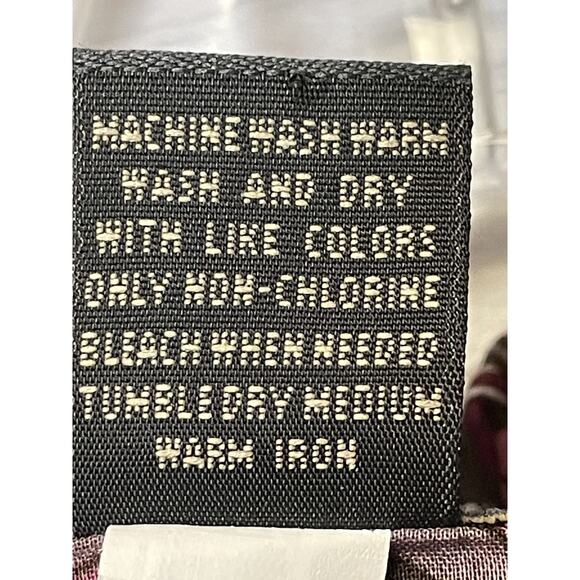 MACHINE WASH WARM
WASH AND DRY
WITH LIKE COLORS
ONLY NON-CHLORINE
BLEACH WHEN NEEDED
TUMBLE DRY MEDIUM
WARM IRON